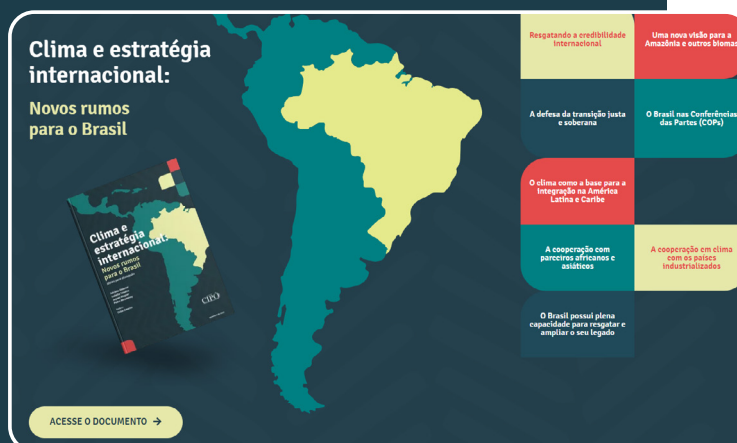 Clima e estratégia
internacional:
Novos rumos
para o Brasil
Clima e
estratégia
internacional:
Novos rumos
para o Brasil
CIPÓ
ACESSE O DOCUMENTO →
Resgatando a credibilidade
internacional
Uma nova visão para a
Amazônia e outros biomas
A defesa da transição justa
e soberana
O Brasil nas Conferências
das Partes (COPs)
O clima como a base para a
integração na América
Latina e Caribe
A cooperação com
parceiros africanos e
asiáticos
A cooperação em clima
com os países
industrializados
O Brasil possui plena
capacidade para resgatar e
ampliar o seu legado